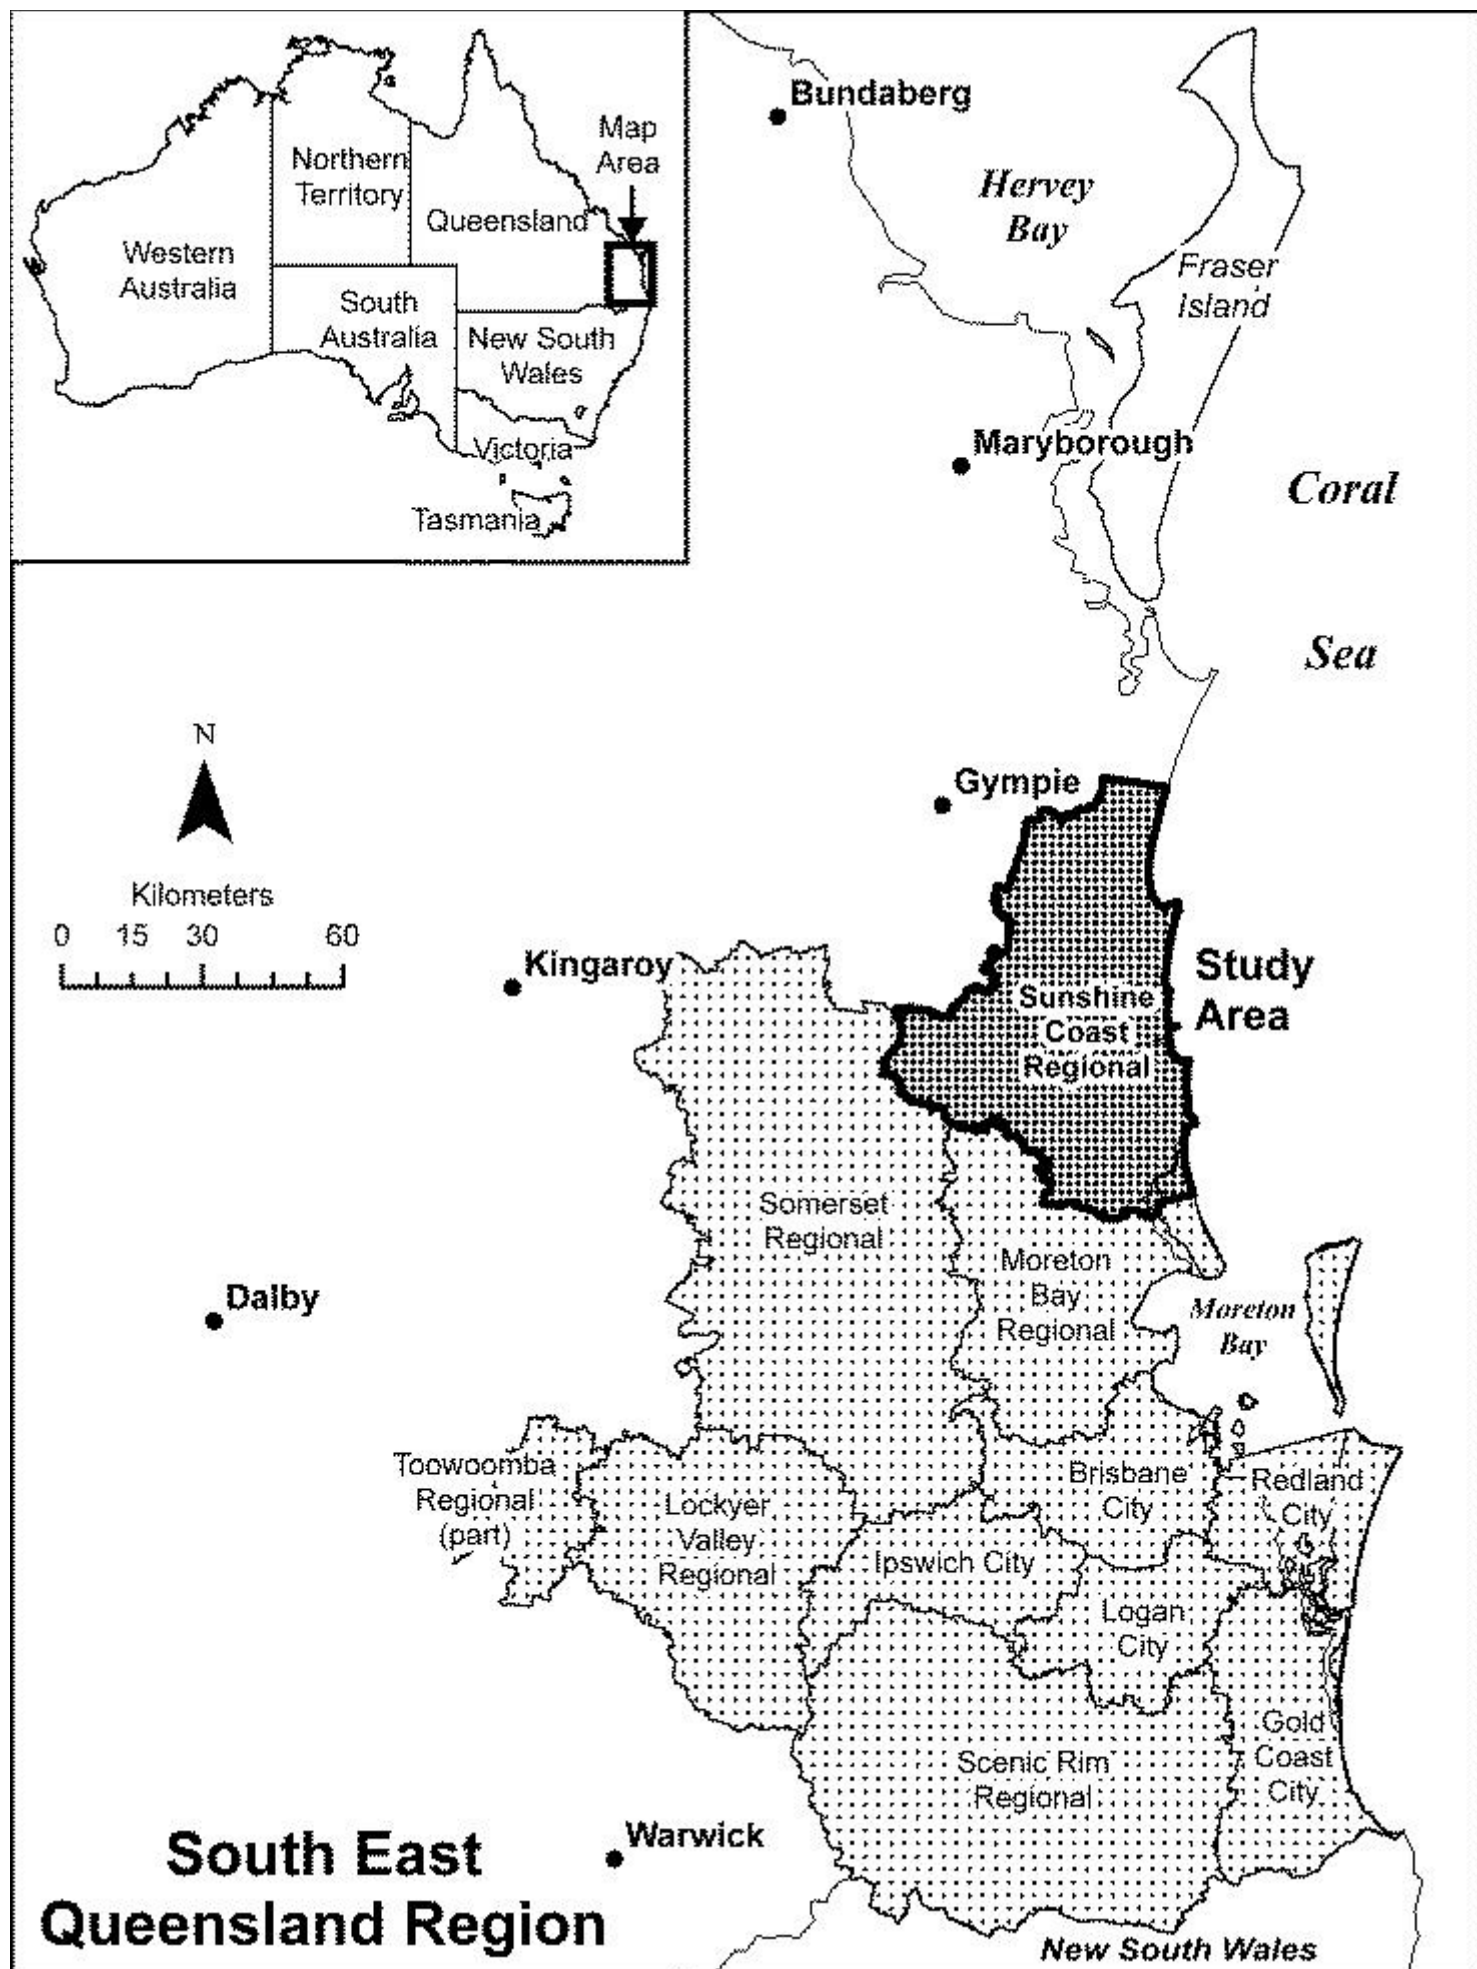 Northern
Territory
Queensland
Map
Area
Western
Australia
South
Australia
New South
Wales
Victoria
Tasmania
Bundaberg
Hervey
Bay
Fraser
Island
Maryborough
Coral
Sea
N
Kilometers
0 15 30 60
Gympie
Kingaroy
Study
Area
Sunshine
Coast
Regional
Somerset
Regional
Moreton
Bay
Regional
Moreton
Bay
Dalby
Toowoomba
Regional
(part)
Lockyer
Valley
Regional
Brisbane
City
Redland
City
Ipswich City
Logan
City
Gold
Coast
City
Scenic Rim
Regional
Warwick
South East
Queensland Region
New South Wales